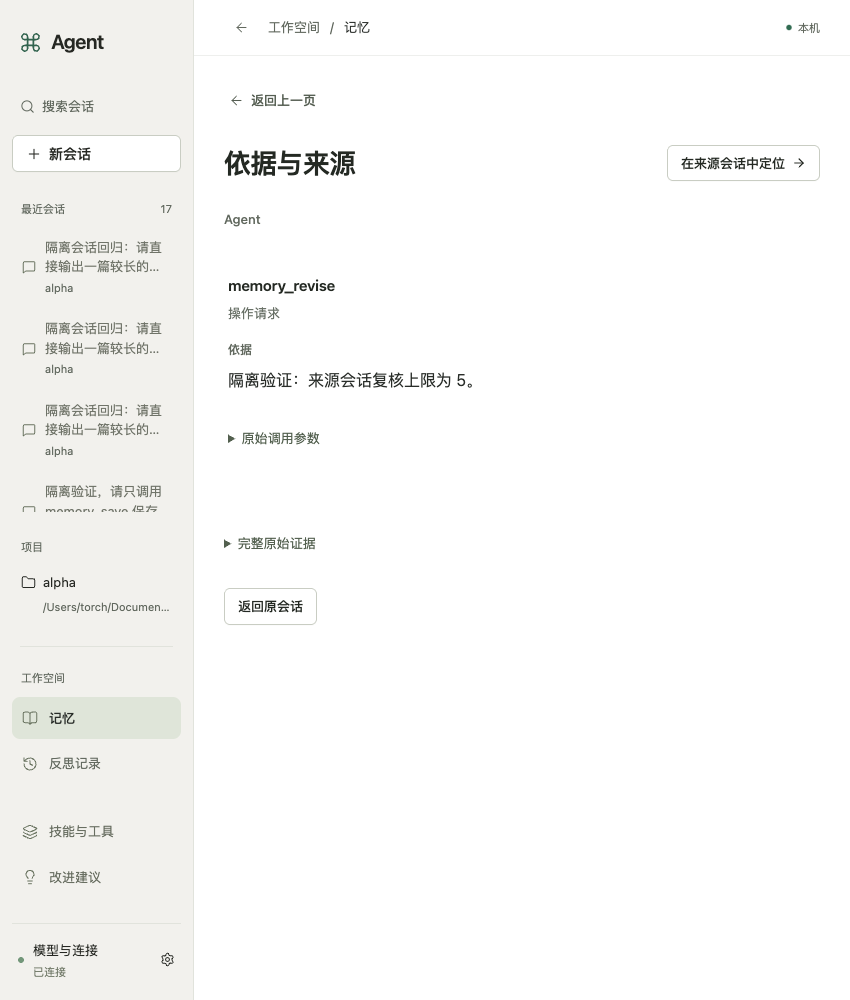 Agent
搜索会话
新会话
最近会话 17
隔离会话回归：请直
接输出一篇较长的...
alpha
隔离会话回归：请直
接输出一篇较长的...
alpha
隔离会话回归：请直
接输出一篇较长的...
alpha
隔离验证，请只调用
memory_save 保存
项目
alpha
/Users/torch/Documen...
工作空间
记忆
反思记录
技能与工具
改进建议
模型与连接
已连接
工作空间 / 记忆
本机
返回上一页
依据与来源
在来源会话中定位
Agent
memory_revise
操作请求
依据
隔离验证：来源会话复核上限为 5。
原始调用参数
完整原始证据
返回原会话